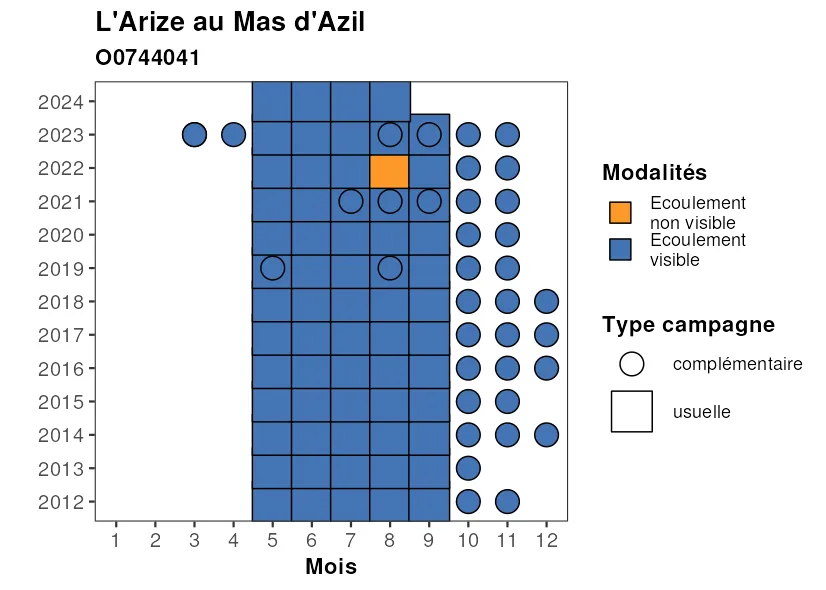 L'Arize au Mas d'Azil
O0744041
2024
2023
2022
2021
2020
2019
2018
2017
2016
2015
2014
2013
2012
1 2 3 4 5 6 7 8 9 10 11 12
Mois
Modalités
Ecoulement
non visible
Ecoulement
visible
Type campagne
complémentaire
usuelle